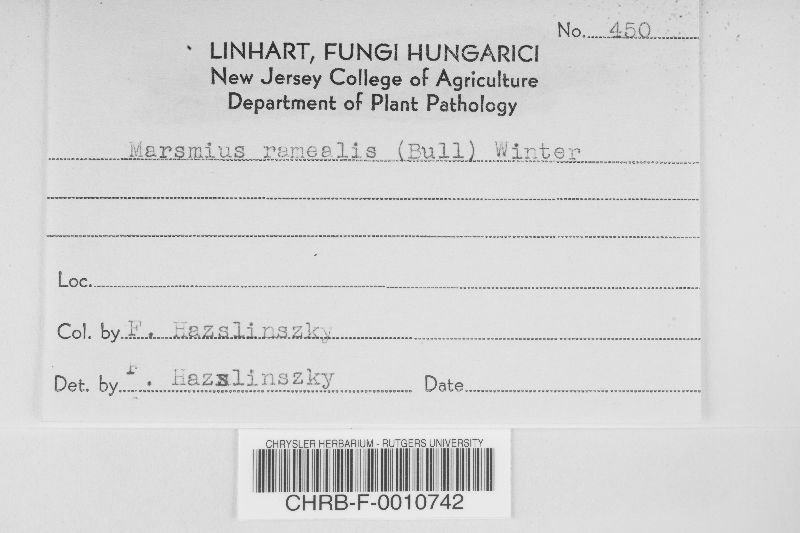 No. 450
LINHART, FUNGI HUNGARICI
New Jersey College of Agriculture
Department of Plant Pathology
Marsmius ramealis (Bull) Winter
Loc.
Col. by F. Hazslinszky
Det. by F. Hazslinszky Date
CHRYSLER HERBARIUM - RUTGERS UNIVERSITY
CHRB-F-0010742